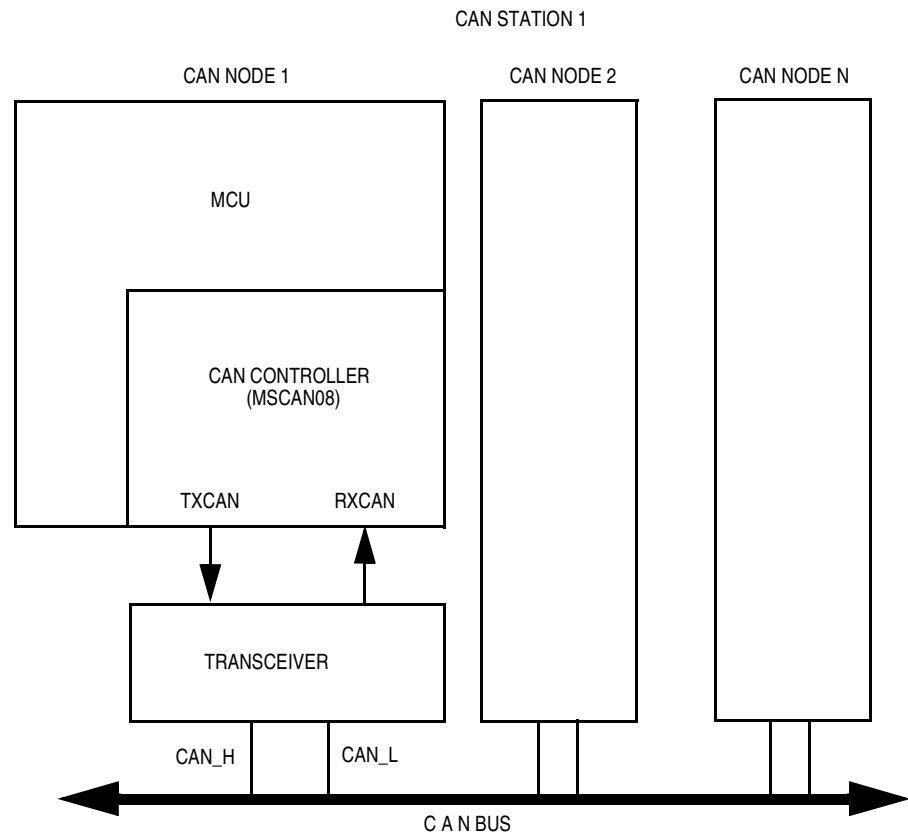 CAN STATION 1
CAN NODE 1
CAN NODE 2
CAN NODE N
MCU
CAN CONTROLLER
(MSCAN08)
TXCAN
RXCAN
TRANSCEIVER
CAN_H
CAN_L
C A N BUS